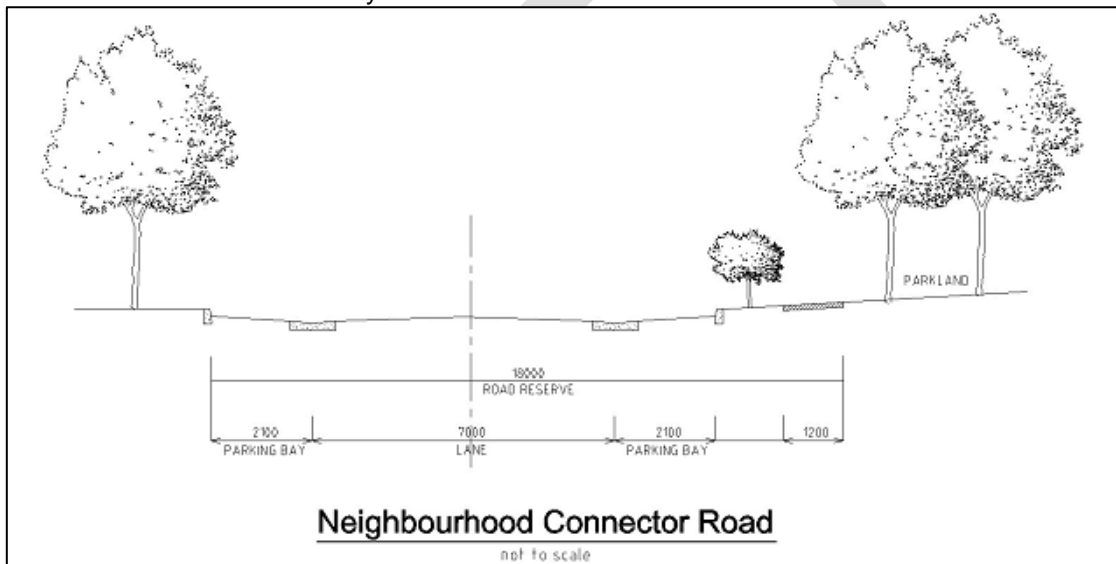 PARKLAND
18000
ROAD RESERVE
2100 7000 2100 1200
PARKING BAY LANE PARKING BAY
Neighbourhood Connector Road
not to scale